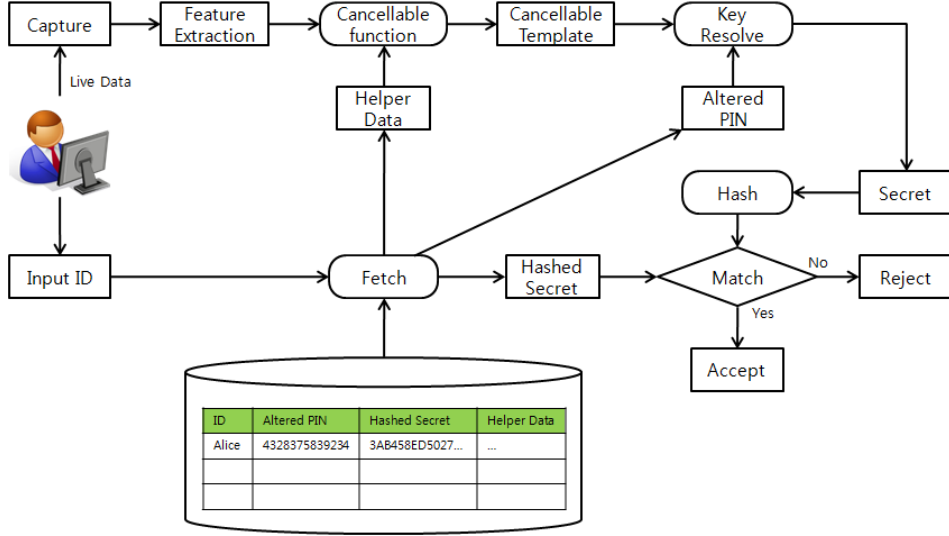 Capture
Feature
Extraction
Cancellable
function
Cancellable
Template
Key
Resolve
Live Data
Helper
Data
Altered
PIN
Hash
Secret
Input ID
Fetch
Hashed
Secret
Match
No
Reject
Yes
Accept
ID Altered PIN Hashed Secret Helper Data
Alice 4328375839234 3AB458ED5027... ...